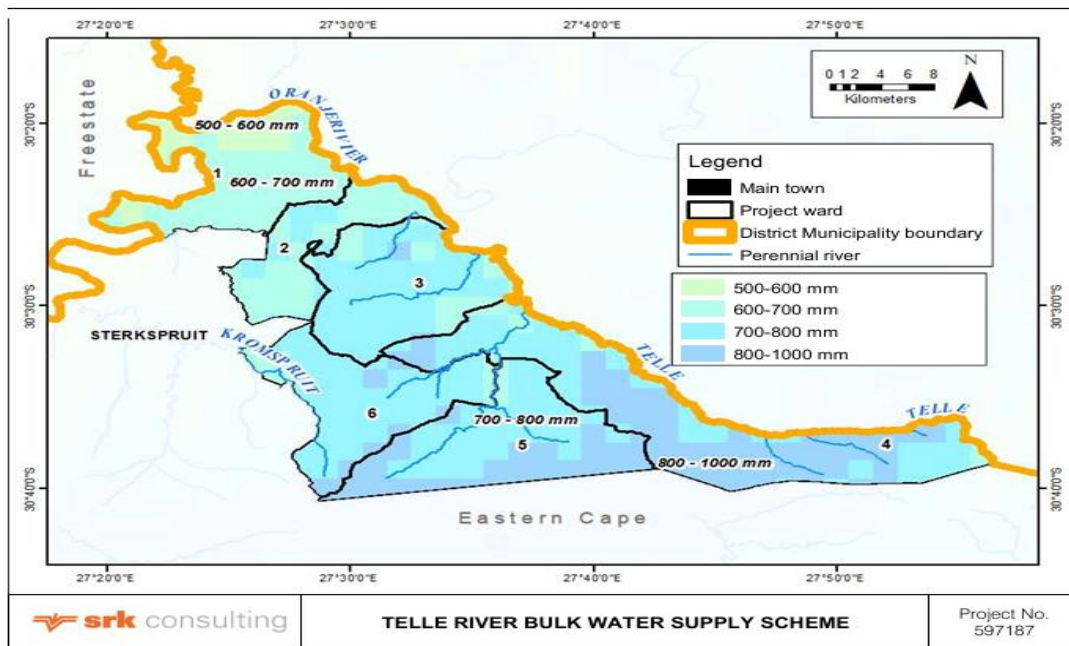 27°20'0"E 27°30'0"E 27°40'0"E 27°50'0"E
30°20'0"S
30°20'0"S
30°30'0"S
30°30'0"S
30°40'0"S
30°40'0"S
Freestate
ORANJERIVIER
500 - 600 mm
1
600 - 700 mm
2
3
STERKSPRUIT
KROMSPRUIT
TELLE
6
700 - 800 mm
5
TELLE
4
800 - 1000 mm
Eastern Cape
N
0 1 2 4 6 8
Kilometers
Legend
Main town
Project ward
District Municipality boundary
Perennial river
500-600 mm
600-700 mm
700-800 mm
800-1000 mm
27°20'0"E 27°30'0"E 27°40'0"E 27°50'0"E
srk consulting
TELLE RIVER BULK WATER SUPPLY SCHEME
Project No.
597187